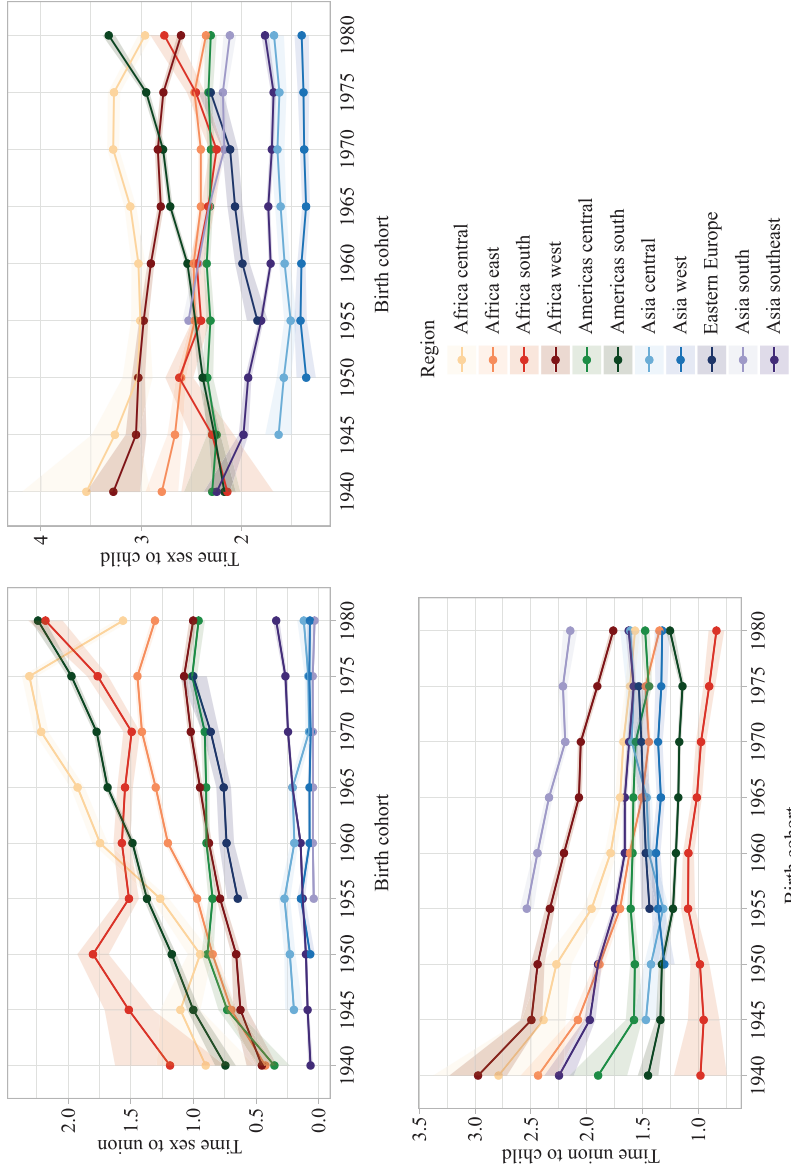 Time sex to union
2.0
1.5
1.0
0.5
0.0
1940
1945
1950
1955
1960
1965
1970
1975
1980
Birth cohort
Time sex to child
4
3
2
1940
1945
1950
1955
1960
1965
1970
1975
1980
Birth cohort
Time union to child
3.5
3.0
2.5
2.0
1.5
1.0
1940
1945
1950
1955
1960
1965
1970
1975
1980
Birth cohort
Region
Africa central
Africa east
Africa south
Africa west
Americas central
Americas south
Asia central
Asia west
Eastern Europe
Asia south
Asia southeast